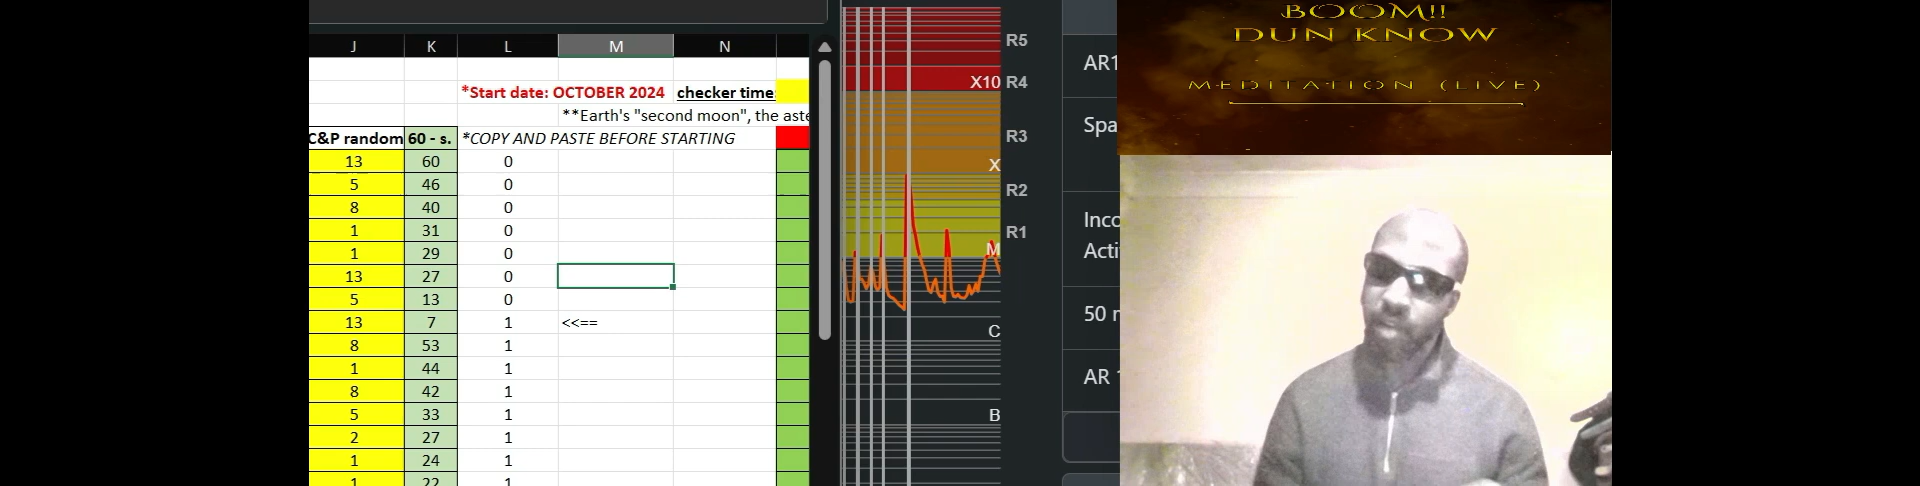 J K L M N
*Start date: OCTOBER 2024 checker time:
**Earth's "second moon", the aste
C&P random 60 - s. *COPY AND PASTE BEFORE STARTING
13 60 0
5 46 0
8 40 0
1 31 0
1 29 0
13 27 0
5 13 0
13 7 1 <<==
8 53 1
1 44 1
8 42 1
5 33 1
2 27 1
1 24 1
1 22 1
R5
X10 R4
R3
X
R2
R1
M
C
B
AR1
Spa
Inco
Acti
50 m
AR 1
BOOM!!
DUN KNOW
MEDITATION (LIVE)